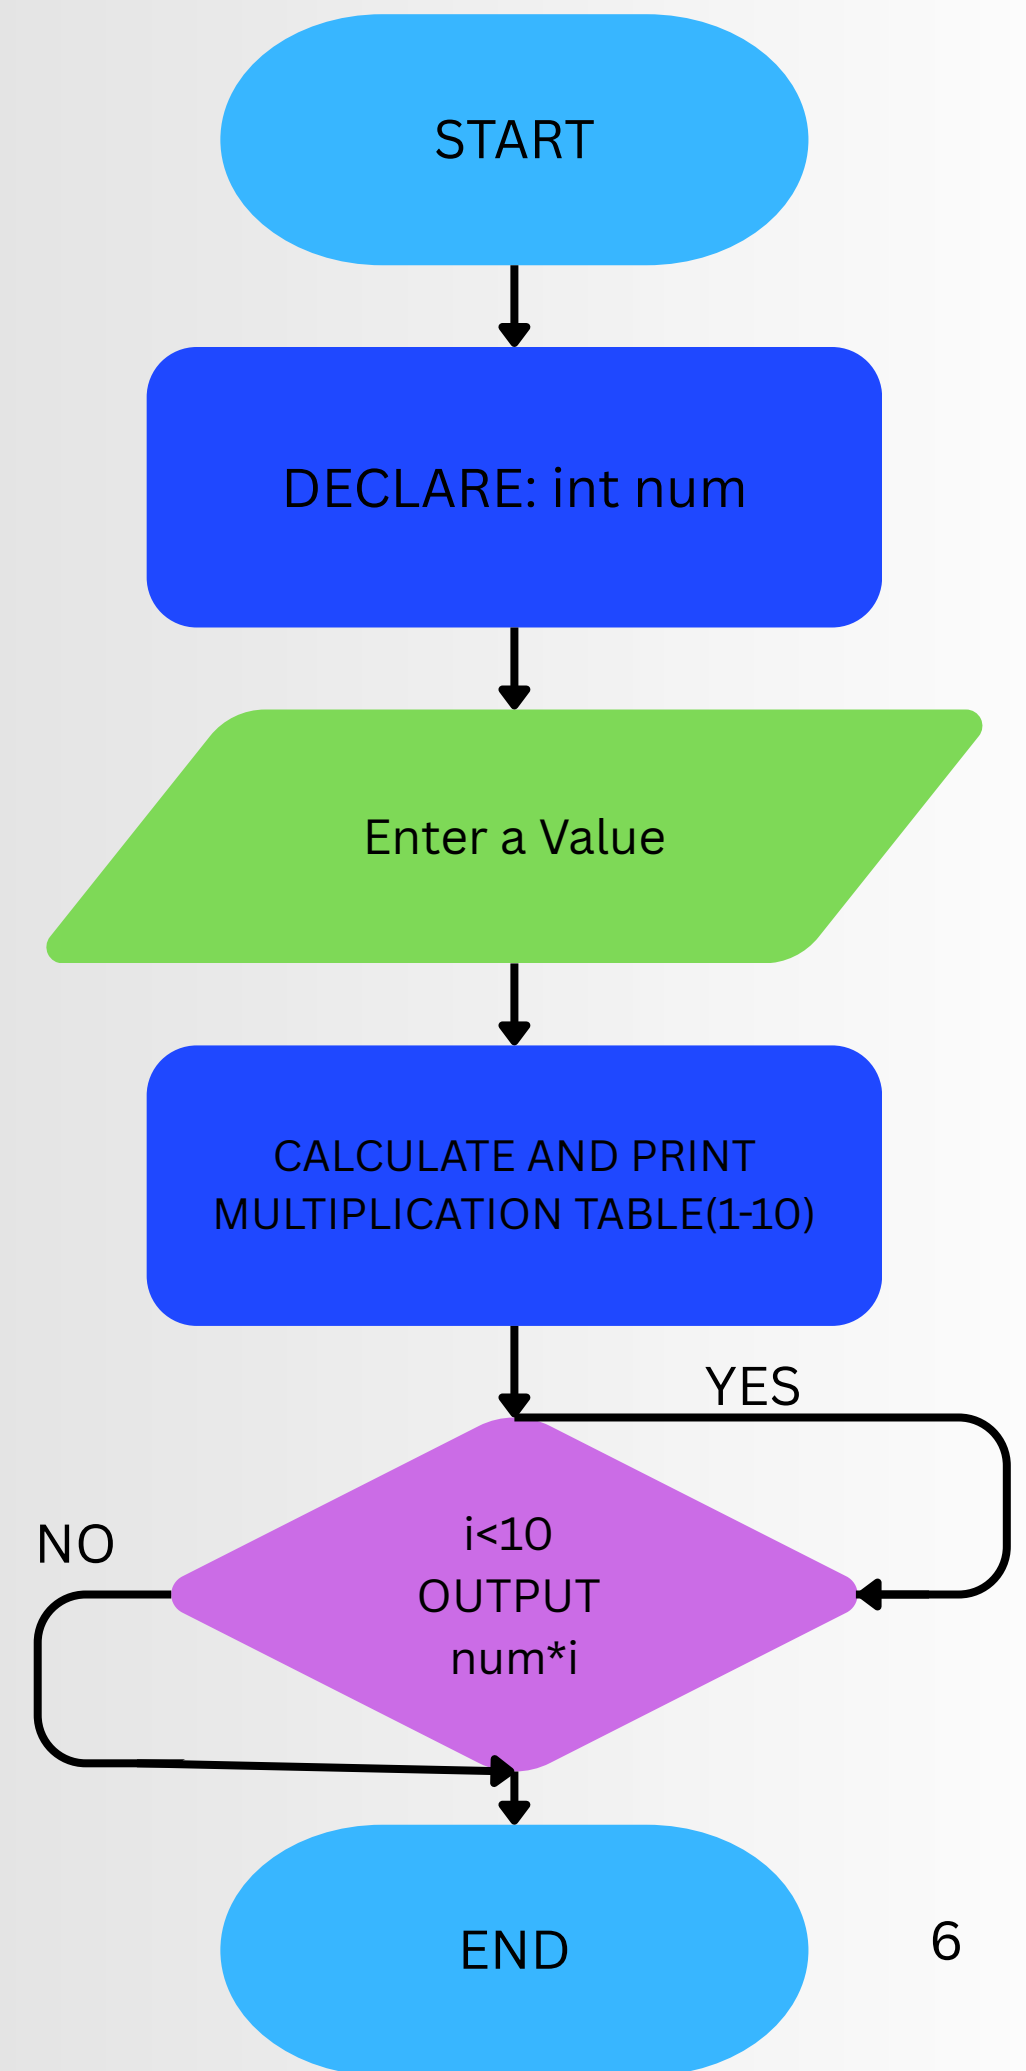 START
DECLARE: int num
Enter a Value
CALCULATE AND PRINT
MULTIPLICATION TABLE(1-10)
YES
NO
i<10
OUTPUT
num*i
END
6